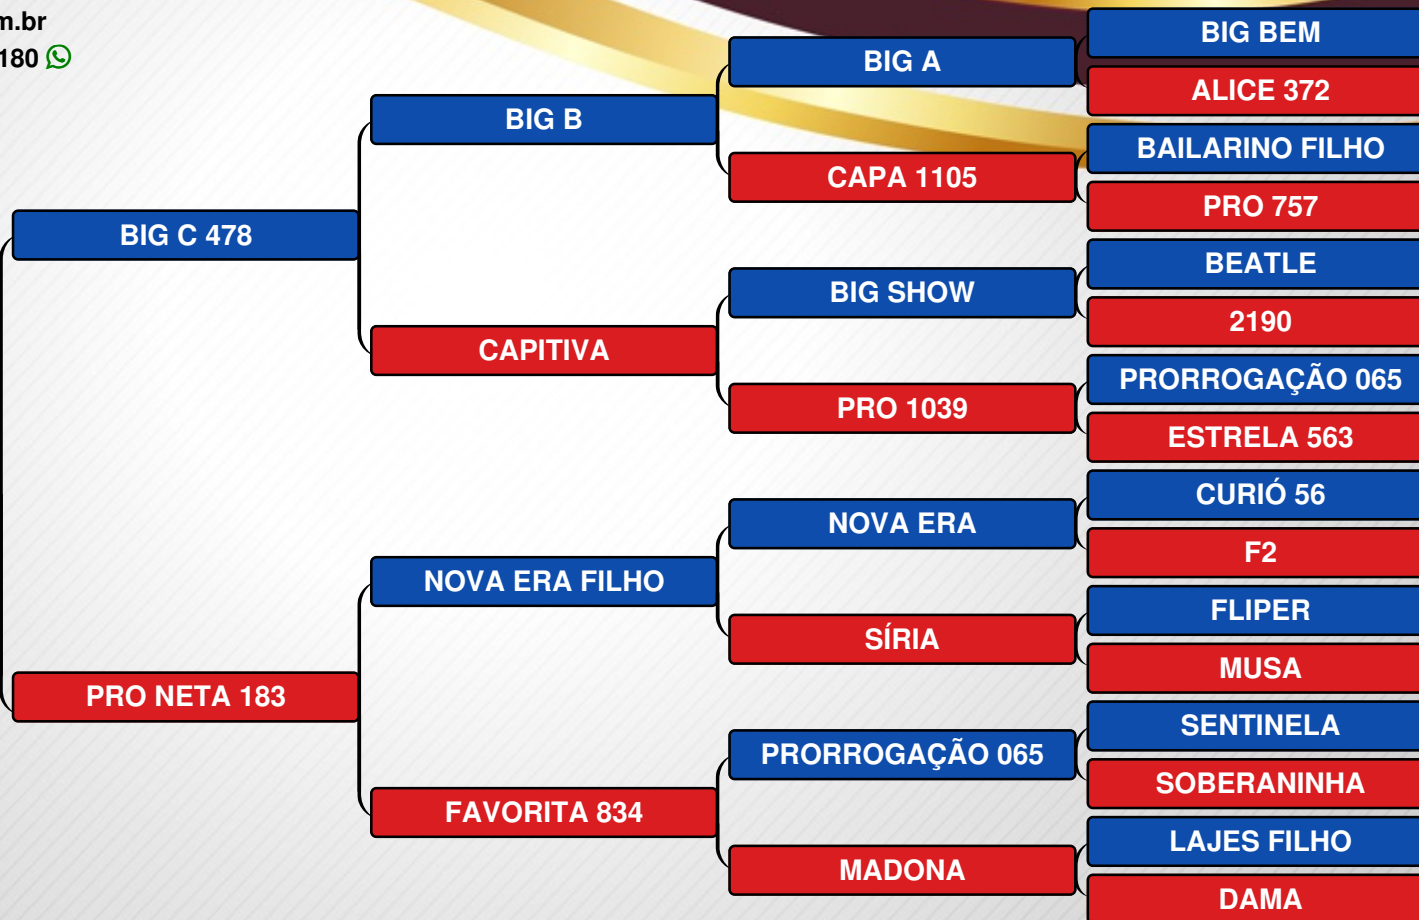 m.br
180
BIG BEM
BIG A
ALICE 372
BIG B
BAILARINO FILHO
CAPA 1105
PRO 757
BIG C 478
BEATLE
BIG SHOW
2190
CAPITIVA
PRORROGAÇÃO 065
PRO 1039
ESTRELA 563
CURIÓ 56
NOVA ERA
F2
NOVA ERA FILHO
FLIPER
SÍRIA
MUSA
PRO NETA 183
SENTINELA
PRORROGAÇÃO 065
SOBERANINHA
FAVORITA 834
LAJES FILHO
MADONA
DAMA